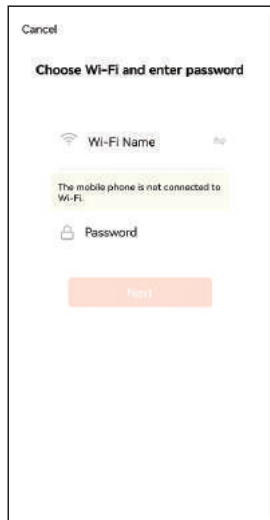 Cancel
Choose Wi-Fi and enter password
Wi-Fi Name
The mobile phone is not connected to
Wi-Fi.
Password
Next